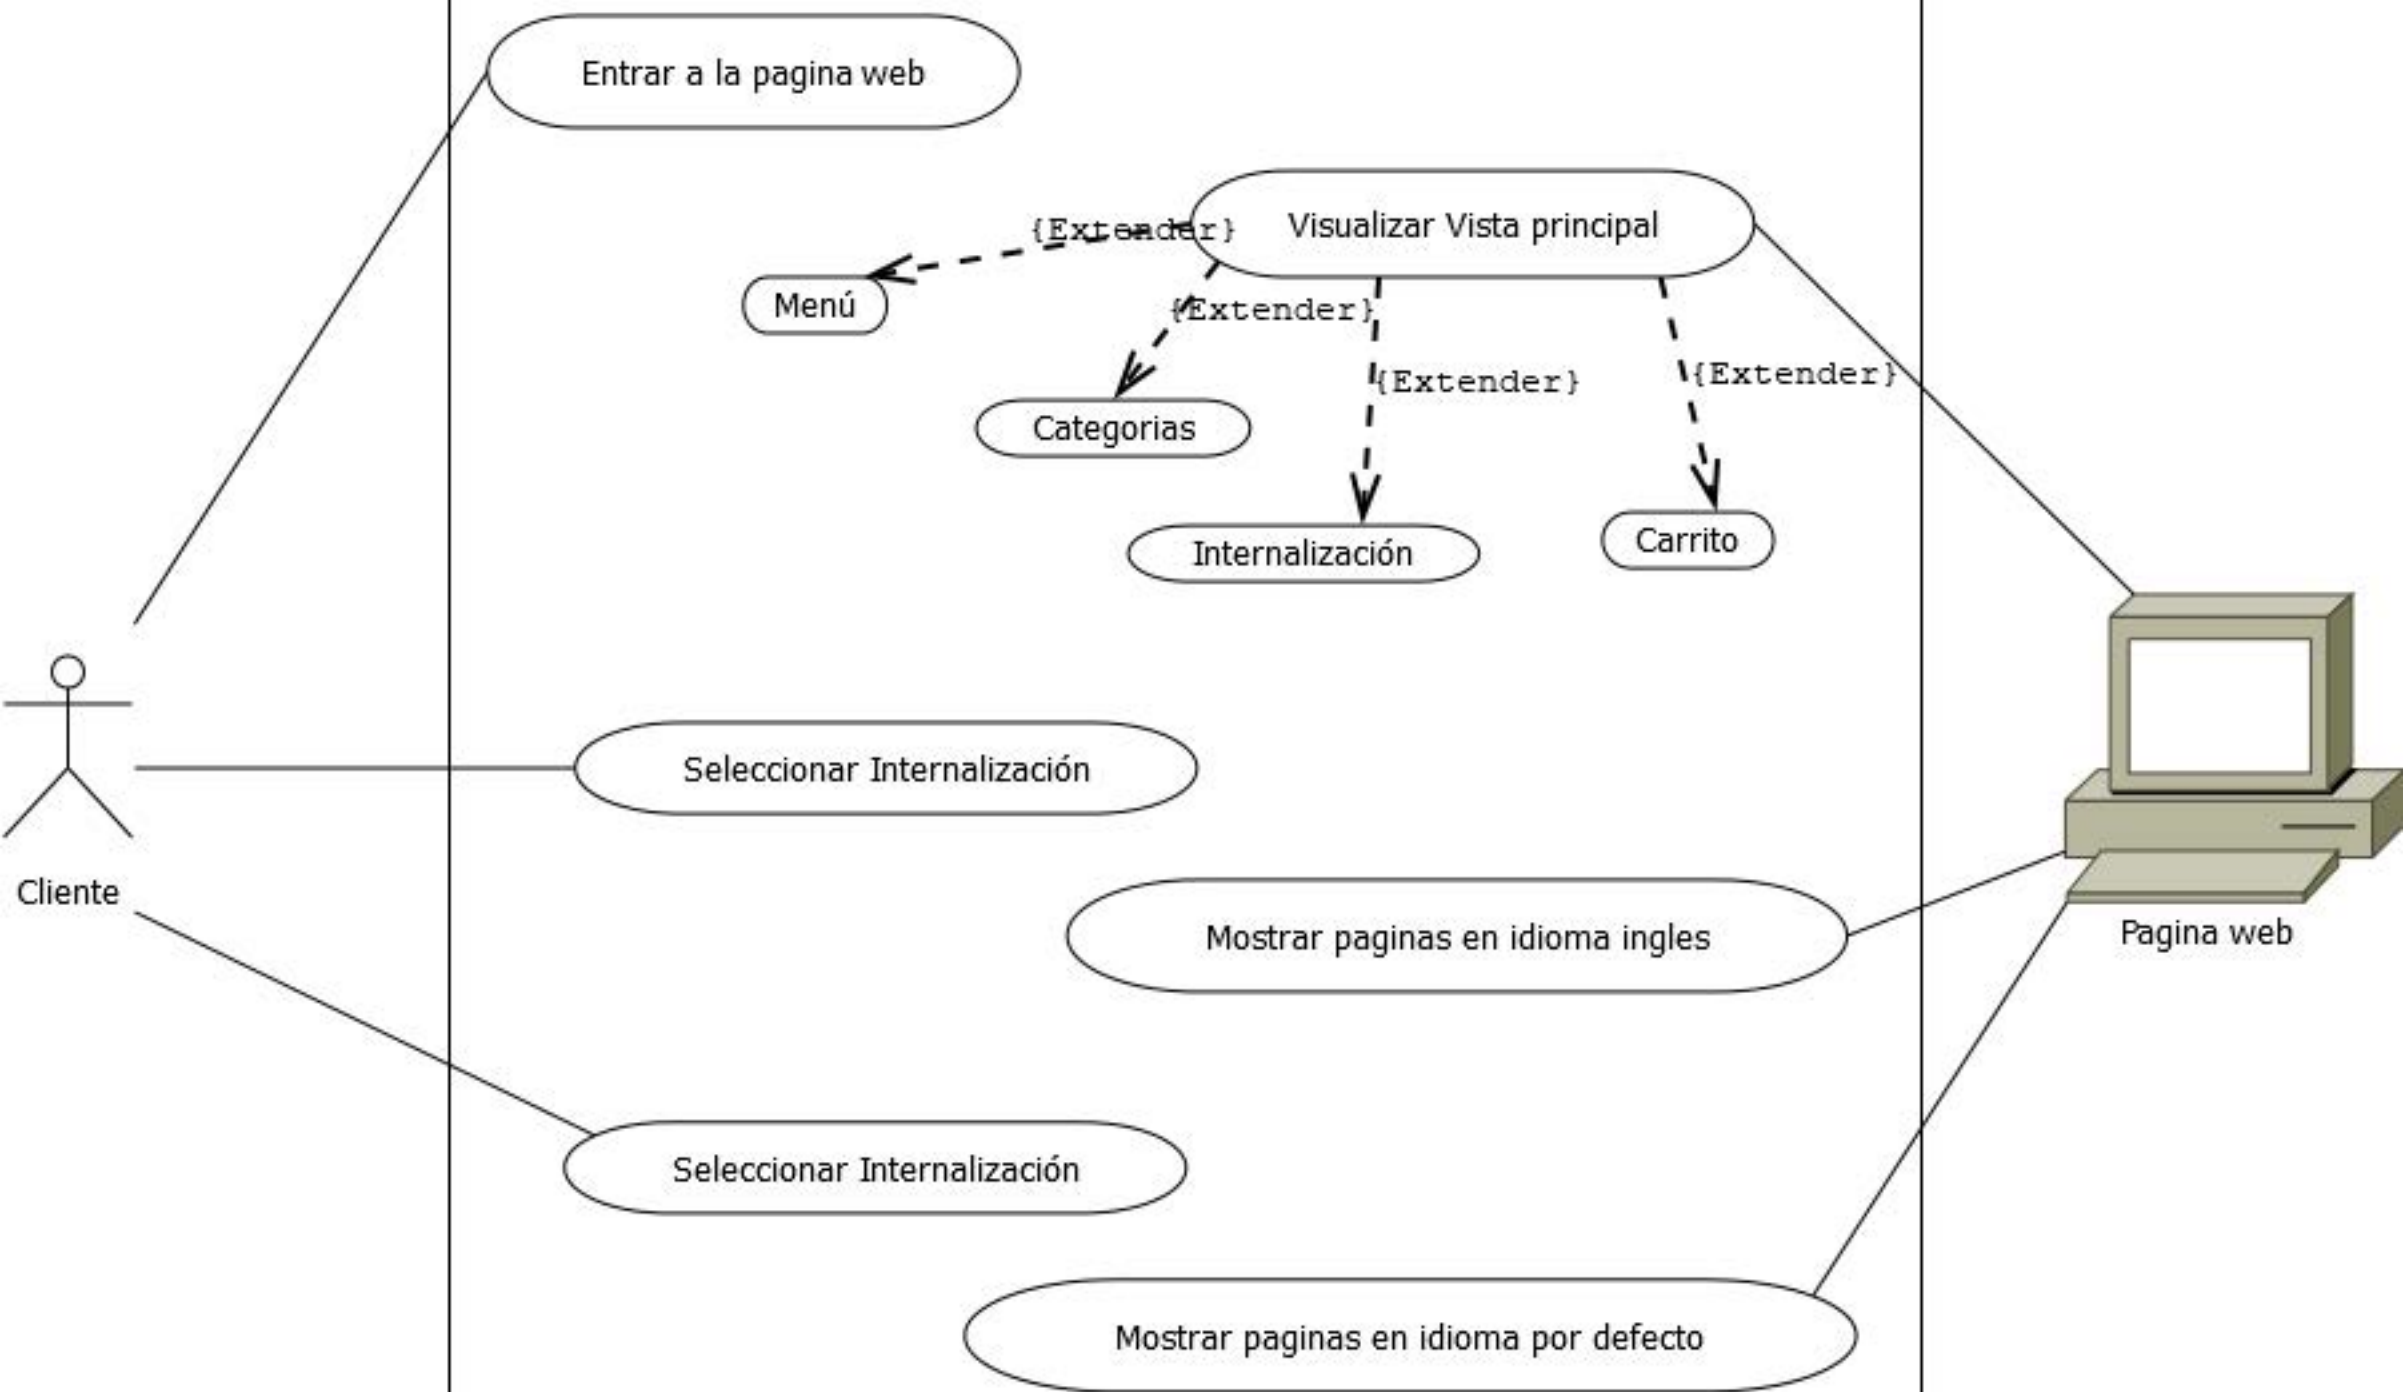 Entrar a la pagina web
Visualizar Vista principal
{Extender}
Menú
{Extender}
{Extender}
{Extender}
Categorias
Internalización
Carrito
Seleccionar Internalización
Cliente
Mostrar paginas en idioma ingles
Pagina web
Seleccionar Internalización
Mostrar paginas en idioma por defecto